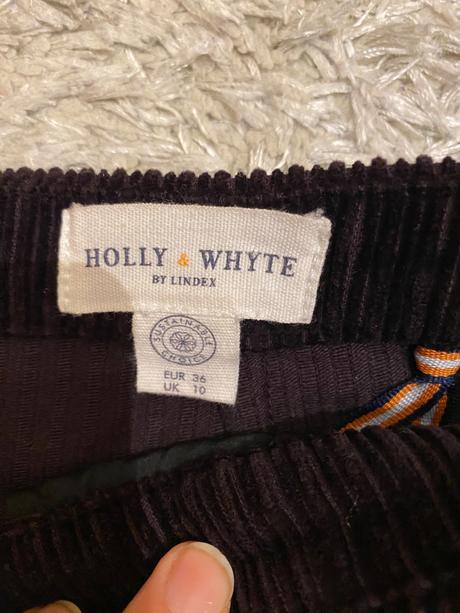 HOLLY & WHYTE
BY LINDEX
SUSTAINABLE
CHOICE
EUR 36
UK 10